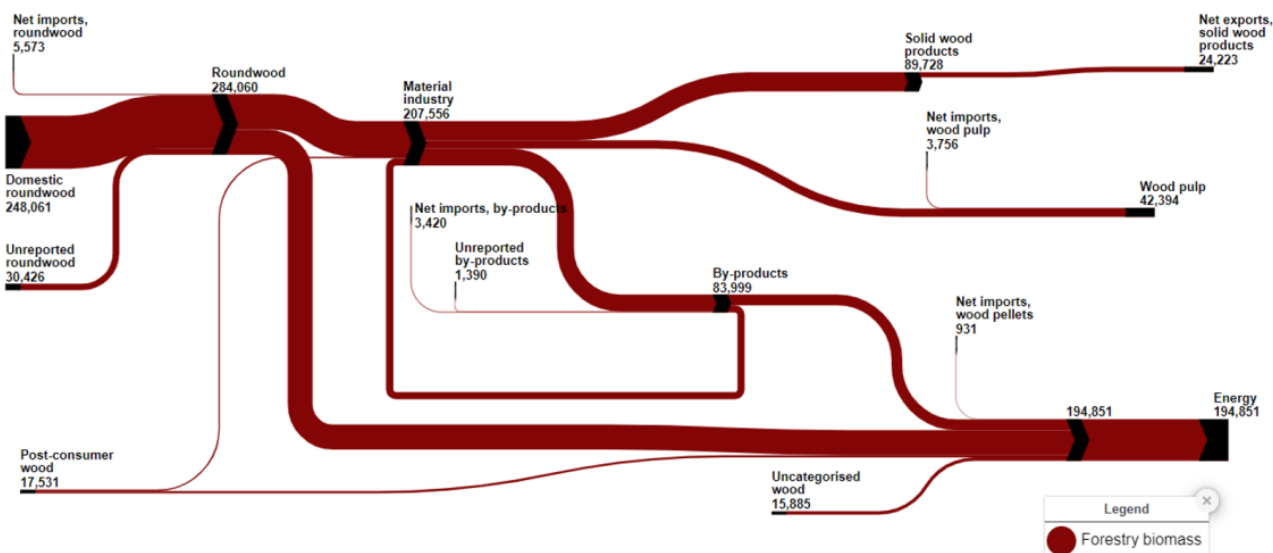 Net imports,
roundwood
5,573
Roundwood
284,060
Material
industry
207,556
Solid wood
products
89,728
Net exports,
solid wood
products
24,223
Domestic
roundwood
248,061
Unreported
roundwood
30,426
Net imports,
wood pulp
3,756
Wood pulp
42,394
Net imports, by-products
3,420
Unreported
by-products
1,390
By-products
83,999
Net imports,
wood pellets
931
194,851
Energy
194,851
Post-consumer
wood
17,531
Uncategorised
wood
15,885
Legend
Forestry biomass